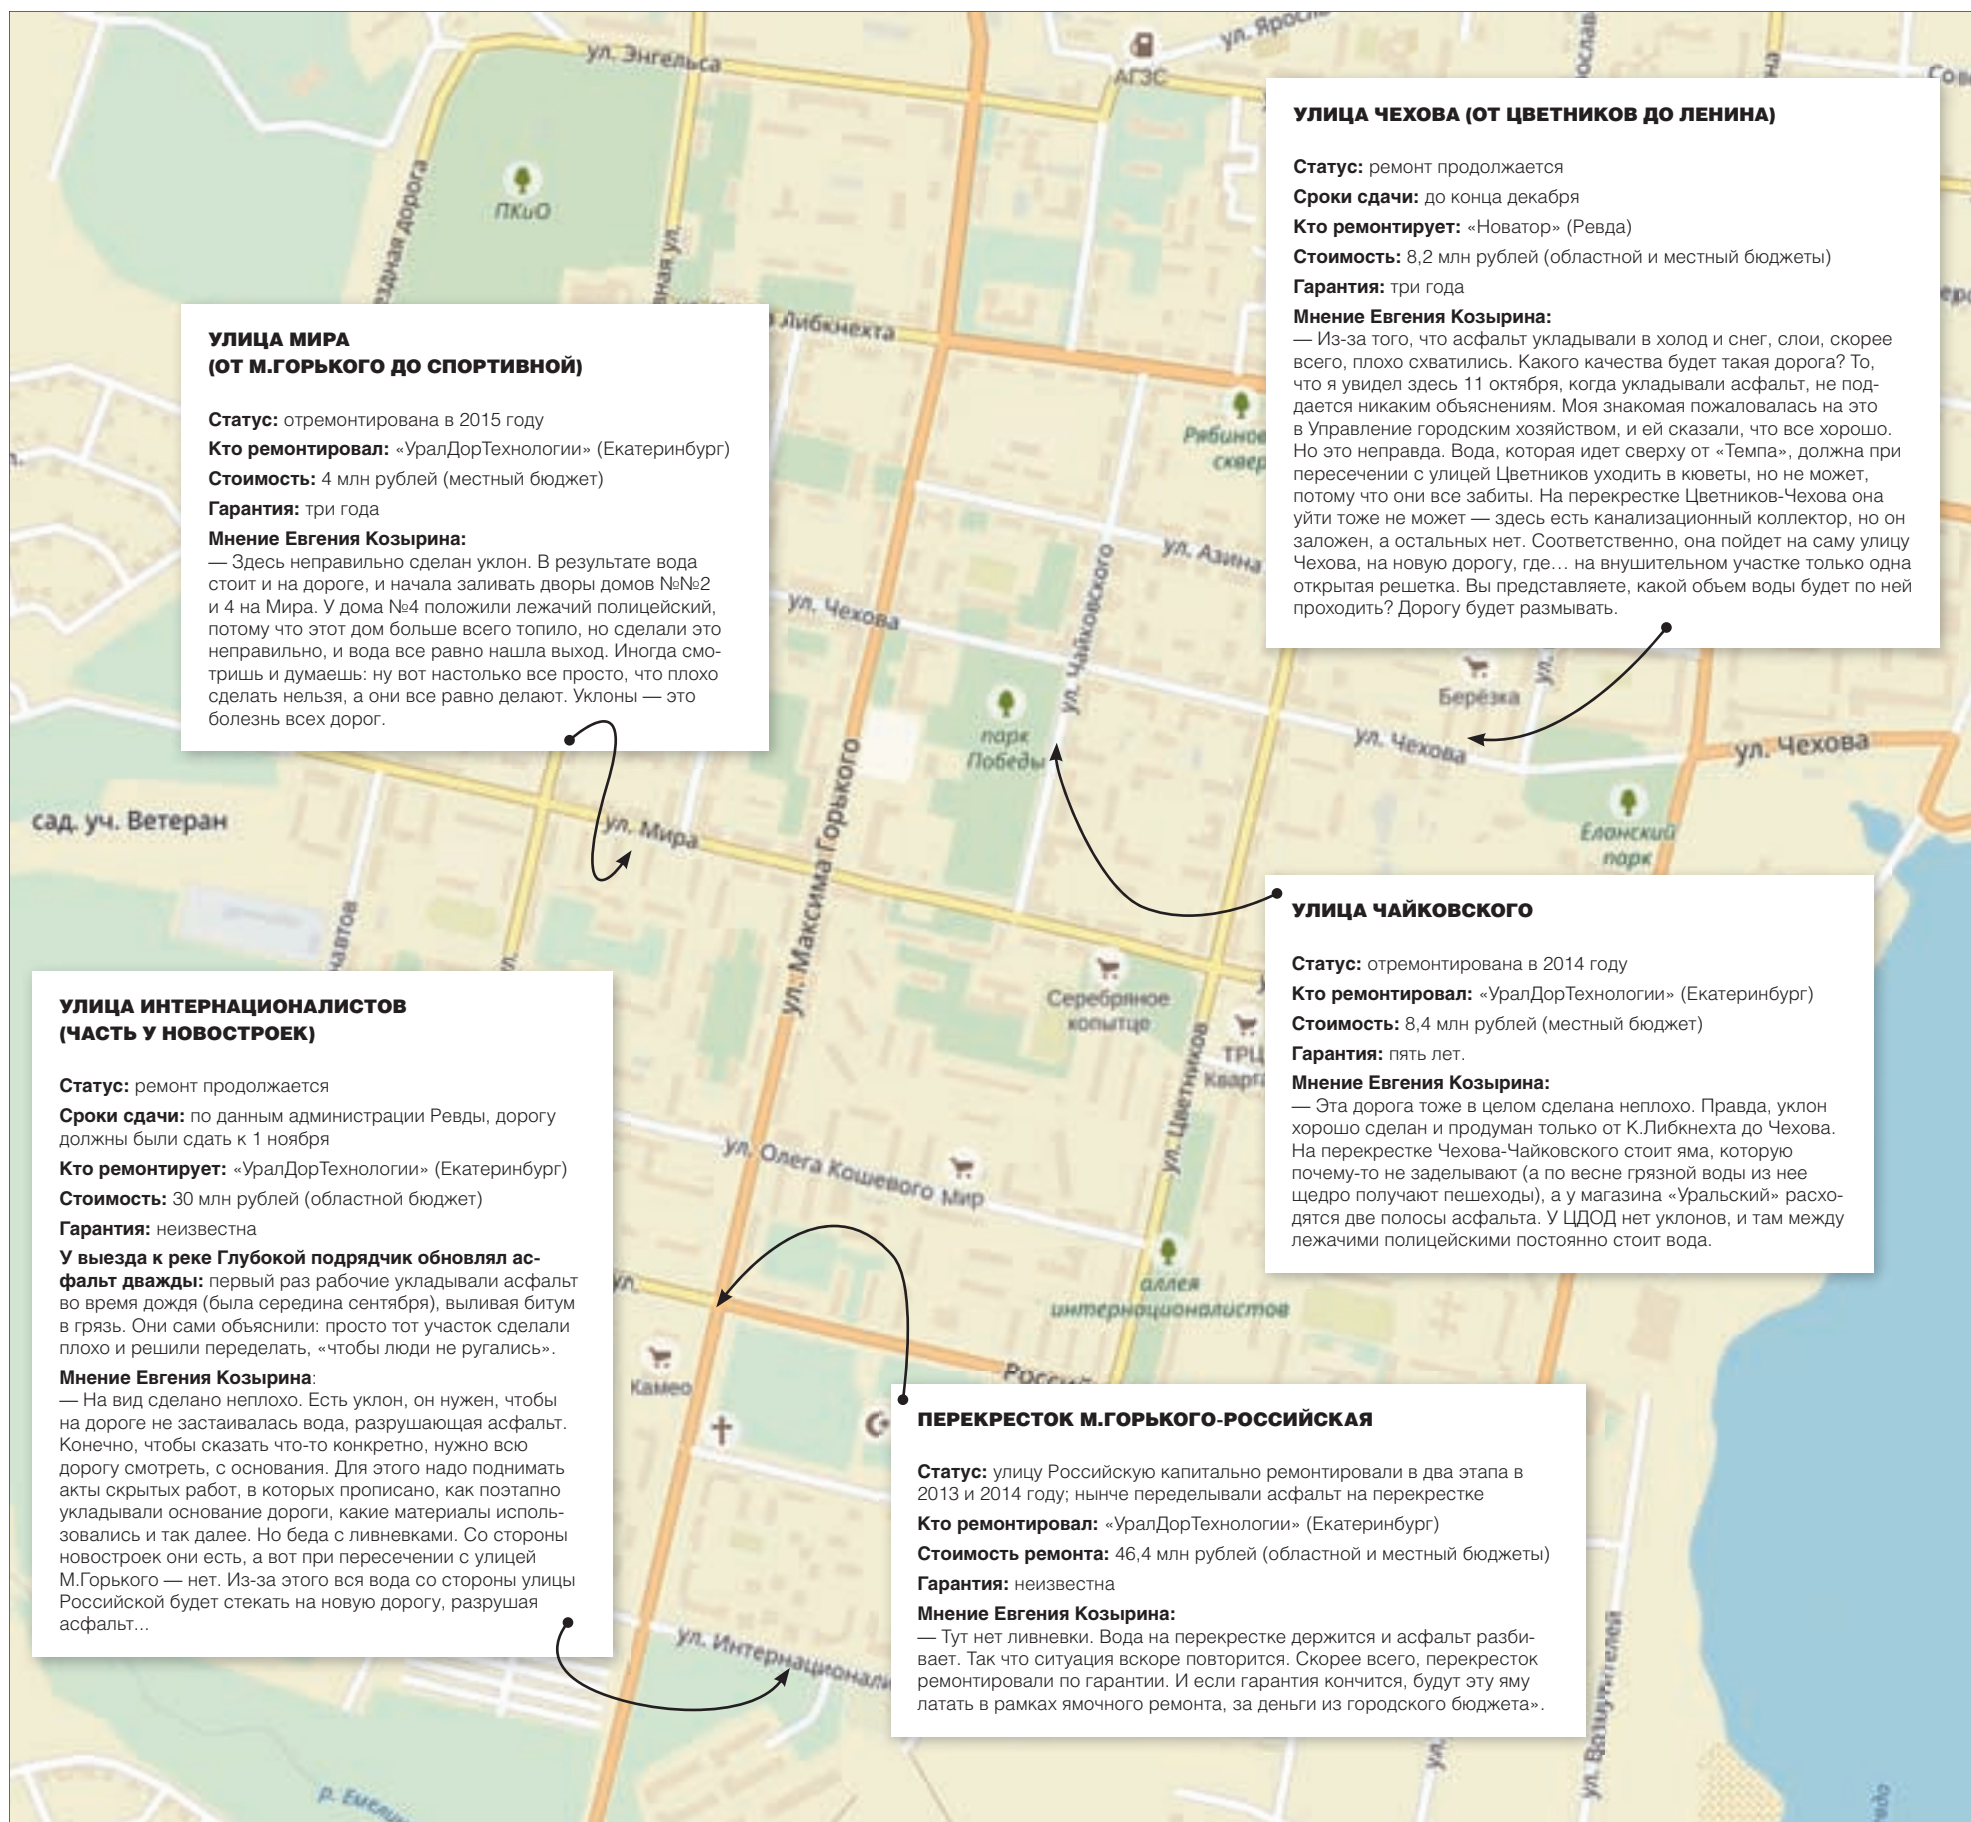 ул. Энгельса
АГЗС
ПКиО
УЛИЦА ЧЕХОВА (ОТ ЦВЕТНИКОВ ДО ЛЕНИНА)
Статус: ремонт продолжается
Сроки сдачи: до конца декабря
Кто ремонтирует: «Новатор» (Ревда)
Стоимость: 8,2 млн рублей (областной и местный бюджеты)
Гарантия: три года
Мнение Евгения Козырина:
— Из-за того, что асфальт укладывали в холод и снег, слои, скорее
всего, плохо схватились. Какого качества будет такая дорога? То,
что я увидел здесь 11 октября, когда укладывали асфальт, не под-
дается никаким объяснениям. Моя знакомая пожаловалась на это
в Управление городским хозяйством, и ей сказали, что все хорошо.
Но это неправда. Вода, которая идет сверху от «Темпа», должна при
пересечении с улицей Цветников уходить в кюветы, но не может,
потому что они все забиты. На перекрестке Цветников-Чехова она
уйти тоже не может — здесь есть канализационный коллектор, но он
заложен, а остальных нет. Соответственно, она пойдет на саму улицу
Чехова, на новую дорогу, где… на внушительном участке только одна
открытая решетка. Вы представляете, какой объем воды будет по ней
проходить? Дорогу будет размывать.
УЛИЦА МИРА
(ОТ М.ГОРЬКОГО ДО СПОРТИВНОЙ)
Статус: отремонтирована в 2015 году
Кто ремонтировал: «УралДорТехнологии» (Екатеринбург)
Стоимость: 4 млн рублей (местный бюджет)
Гарантия: три года
Мнение Евгения Козырина:
— Здесь неправильно сделан уклон. В результате вода
стоит и на дороге, и начала заливать дворы домов №№2
и 4 на Мира. У дома №4 положили лежачий полицейский,
потому что этот дом больше всего топило, но сделали это
неправильно, и вода все равно нашла выход. Иногда смо-
тришь и думаешь: ну вот настолько все просто, что плохо
сделать нельзя, а они все равно делают. Уклоны — это
болезнь всех дорог.
Либкнехта
ул. Азина
ул. Чехова
ул. Чайковского
парк
Победы
Берёзка
ул. Чехова
ул. Чехова
Еланский
парк
сад. уч. Ветеран
ул. Мира
ул. Максима Горького
Серебряное
копытце
ТРЦ
ул. Цветников
УЛИЦА ЧАЙКОВСКОГО
Статус: отремонтирована в 2014 году
Кто ремонтировал: «УралДорТехнологии» (Екатеринбург)
Стоимость: 8,4 млн рублей (местный бюджет)
Гарантия: пять лет.
Мнение Евгения Козырина:
— Эта дорога тоже в целом сделана неплохо. Правда, уклон
хорошо сделан и продуман только от К.Либкнехта до Чехова.
На перекрестке Чехова-Чайковского стоит яма, которую
почему-то не заделывают (а по весне грязной воды из нее
щедро получают пешеходы), а у магазина «Уральский» расхо-
дятся две полосы асфальта. У ЦДОД нет уклонов, и там между
лежачими полицейскими постоянно стоит вода.
УЛИЦА ИНТЕРНАЦИОНАЛИСТОВ
(ЧАСТЬ У НОВОСТРОЕК)
Статус: ремонт продолжается
Сроки сдачи: по данным администрации Ревды, дорогу
должны были сдать к 1 ноября
Кто ремонтирует: «УралДорТехнологии» (Екатеринбург)
Стоимость: 30 млн рублей (областной бюджет)
Гарантия: неизвестна
У выезда к реке Глубокой подрядчик обновлял ас-
фальт дважды: первый раз рабочие укладывали асфальт
во время дождя (была середина сентября), выливая битум
в грязь. Они сами объяснили: просто тот участок сделали
плохо и решили переделать, «чтобы люди не ругались».
Мнение Евгения Козырина:
— На вид сделано неплохо. Есть уклон, он нужен, чтобы
на дороге не застаивалась вода, разрушающая асфальт.
Конечно, чтобы сказать что-то конкретно, нужно всю
дорогу смотреть, с основания. Для этого надо поднимать
акты скрытых работ, в которых прописано, как поэтапно
укладывали основание дороги, какие материалы исполь-
зовались и так далее. Но беда с ливневками. Со стороны
новостроек они есть, а вот при пересечении с улицей
М.Горького — нет. Из-за этого вся вода со стороны улицы
Российской будет стекать на новую дорогу, разрушая
асфальт...
ул. Олега Кошевого
Мир
аллея
интернационалистов
Камео
ПЕРЕКРЕСТОК М.ГОРЬКОГО-РОССИЙСКАЯ
Статус: улицу Российскую капитально ремонтировали в два этапа в
2013 и 2014 году; нынче переделывали асфальт на перекрестке
Кто ремонтировал: «УралДорТехнологии» (Екатеринбург)
Стоимость ремонта: 46,4 млн рублей (областной и местный бюджеты)
Гарантия: неизвестна
Мнение Евгения Козырина:
— Тут нет ливневки. Вода на перекрестке держится и асфальт разби-
вает. Так что ситуация вскоре повторится. Скорее всего, перекресток
ремонтировали по гарантии. И если гарантия кончится, будут эту яму
латать в рамках ямочного ремонта, за деньги из городского бюджета».